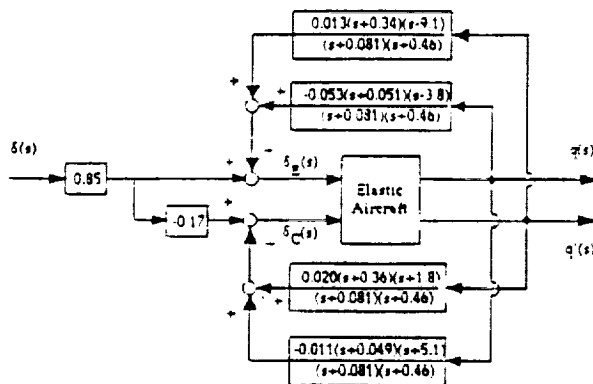 0.013(s+0.34)(s-9.1)
(s+0.081)(s+0.46)
+
-0.053(s+0.051)(s-3.8)
+
(s+0.081)(s+0.46)
δ(s)
-
+
δE(s)
q(s)
0.85
Elastic
Aircraft
-0.17
+
-
δC(s)
q'(s)
0.020(s+0.36)(s+1.8)
+
+
(s+0.081)(s+0.46)
-0.011(s+0.049)(s+5.1)
(s+0.081)(s+0.46)